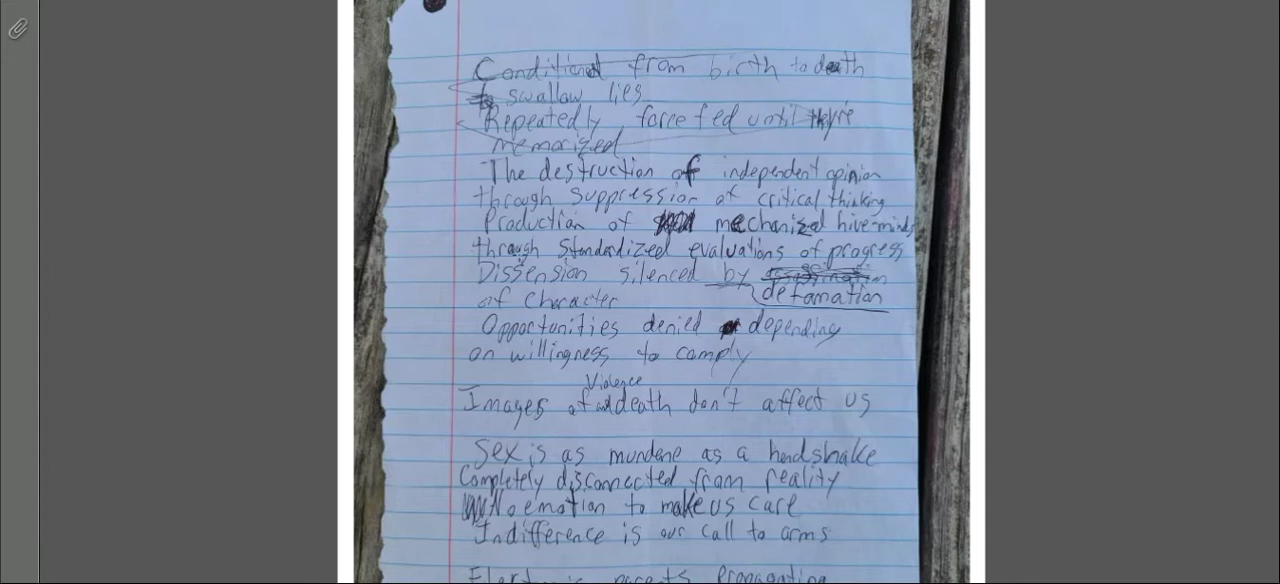 Conditioned from birth to death
to swallow lies
Repeatedly force fed until they're
memorized
The destruction of independent opinion
through suppression of critical thinking
Production of mechanized hive-minds
through standardized evaluations of progress
Dissension silenced by assassination
defamation
of character
Opportunities denied depending
on willingness to comply
Violence
Images of and death don't affect us
Sex is as mundane as a handshake
Completely disconnected from reality
No emotion to make us care
Indifference is our call to arms
parents propagating